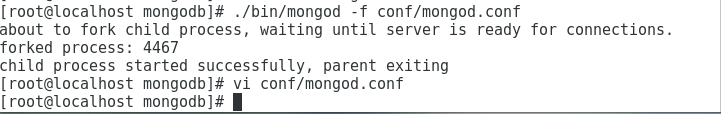 [root@localhost mongodb]# ./bin/mongod -f conf/mongod.conf
about to fork child process, waiting until server is ready for connections.
forked process: 4467
child process started successfully, parent exiting
[root@localhost mongodb]# vi conf/mongod.conf
[root@localhost mongodb]#